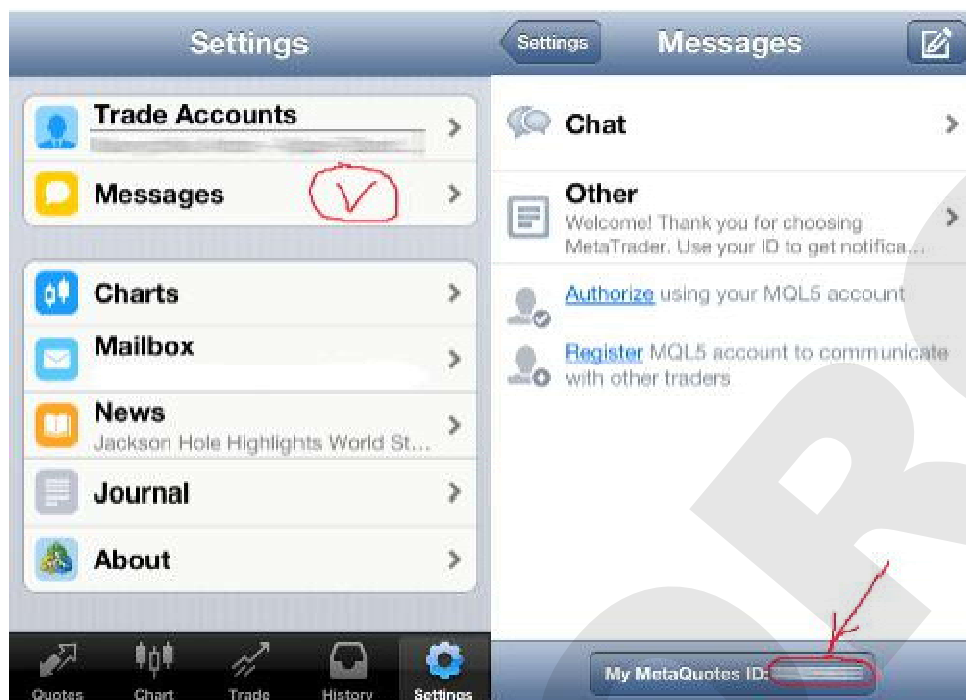 Settings
Trade Accounts
Messages
Charts
Mailbox
News
Jackson Hole Highlights World St...
Journal
About
Quotes
Chart
Trade
History
Settings
Settings
Messages
Chat
Other
Welcome! Thank you for choosing
MetaTrader. Use your ID to get notifica...
Authorize using your MQL5 account
Register MQL5 account to communicate
with other traders
My MetaQuotes ID: